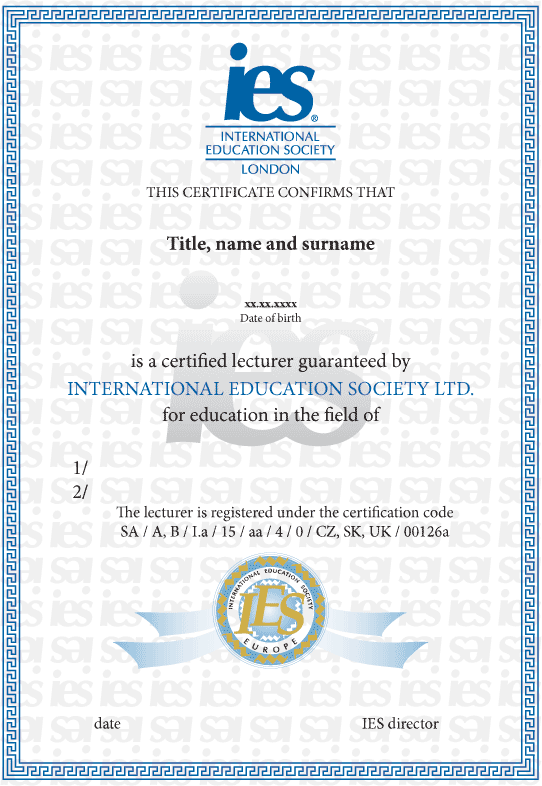 ies®
INTERNATIONAL
EDUCATION SOCIETY
LONDON
THIS CERTIFICATE CONFIRMS THAT
Title, name and surname
xx.xx.xxxx
Date of birth
ies
is a certified lecturer guaranteed by
INTERNATIONAL EDUCATION SOCIETY LTD.
for education in the field of
1/
2/
The lecturer is registered under the certification code
SA / A, B / I.a / 15 / aa / 4 / 0 / CZ, SK, UK / 00126a
INTERNATIONAL EDUCATION SOCIETY
IES
EUROPE
date
IES director